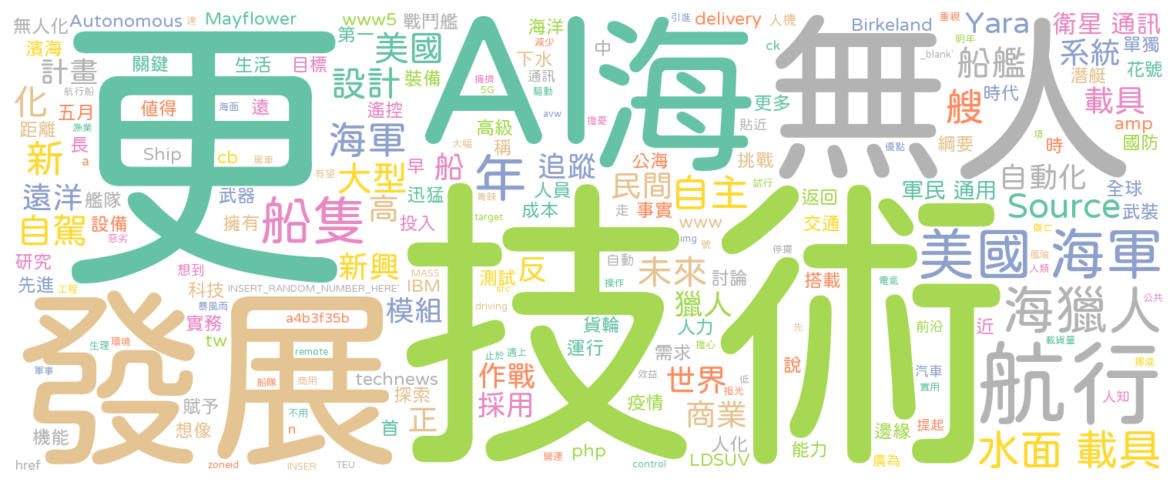 無人化 Autonomous Mayflower www5 戰鬥艦 海洋 引進 delivery 人機 Birkeland 重視 Yara 衛星 通訊
濱海 達 第一 美國 減少 中 下水 ck 明年 _blank' 系統 單獨
計畫 關鍵 生活 目標 設計 裝備 通訊 擁擠 5G 驅動 船艦 潛艇 花號
航行船 更 AI 海 無人
化 五月 值得 遠 海面 遙控 avw 擔憂 更多 艘 時代 載具
距離 漁業 長 海軍 高級 貼近 優點 綱要 時 amp 國防
新 a Ship cb 駕車 稱 早 船 年 追蹤 公海 挑戰 項
遠洋 艦隊 武器 有望 大幅 大型 迅猛 青睞 人員 民間 自主 試行 返回 自動化 軍民 通用 全球
自駕 設備 擁有 船隻 高 投入 target 成本 走 事實 www 交通 Source 武裝
惡劣 img 號 停擺 美國 海軍 傷亡
研究 想到 新興 測試 反 自動 未來 討論 搭載 電氣 風險 人類
先進 工程 科技 INSERT_RANDOM_NUMBER_HERE' MASS IBM src 操作 公共
暴風雨 實務 a4b3f35b 模組 driving 獵人 海獵人
發展 技術 航行
tw 貨輪 人力 先 前沿 近 載貨量
生理 環境 remote 止於 遇上 運行 擔心 需求 說 汽車 挪威
軍事 船隊 商用 technews 作戰 效益 世界 低 指光 實用 人知
賦予 探索 採用 疫情 商業
機能 想像 不用 n 首 正 人化 邊緣 提起
href zoneid INSER TEU 營運 php control LDSUV 能力 廣為 水面 載具